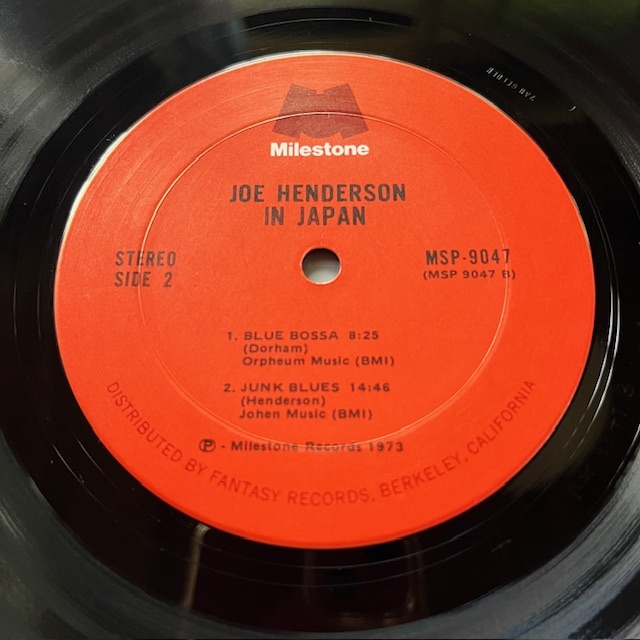 VAN GELDER
Milestone
JOE HENDERSON
IN JAPAN
STEREO
SIDE 2
MSP-9047
(MSP 9047 B)
1. BLUE BOSSA 8:25
(Dorham)
Orpheum Music (BMI)
2. JUNK BLUES 14:46
(Henderson)
Johen Music (BMI)
Ⓟ - Milestone Records 1973
DISTRIBUTED BY FANTASY RECORDS, BERKELEY, CALIFORNIA